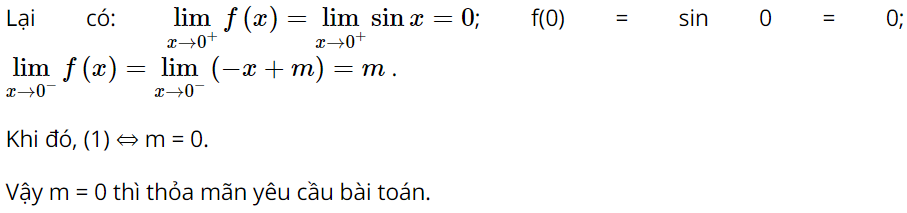 Lại có: lim_{x→0^+} f(x) = lim_{x→0^+} sin x = 0; f(0) = sin 0 = 0;
lim_{x→0^-} f(x) = lim_{x→0^-} (−x + m) = m .
Khi đó, (1) ⇔ m = 0.
Vậy m = 0 thì thỏa mãn yêu cầu bài toán.